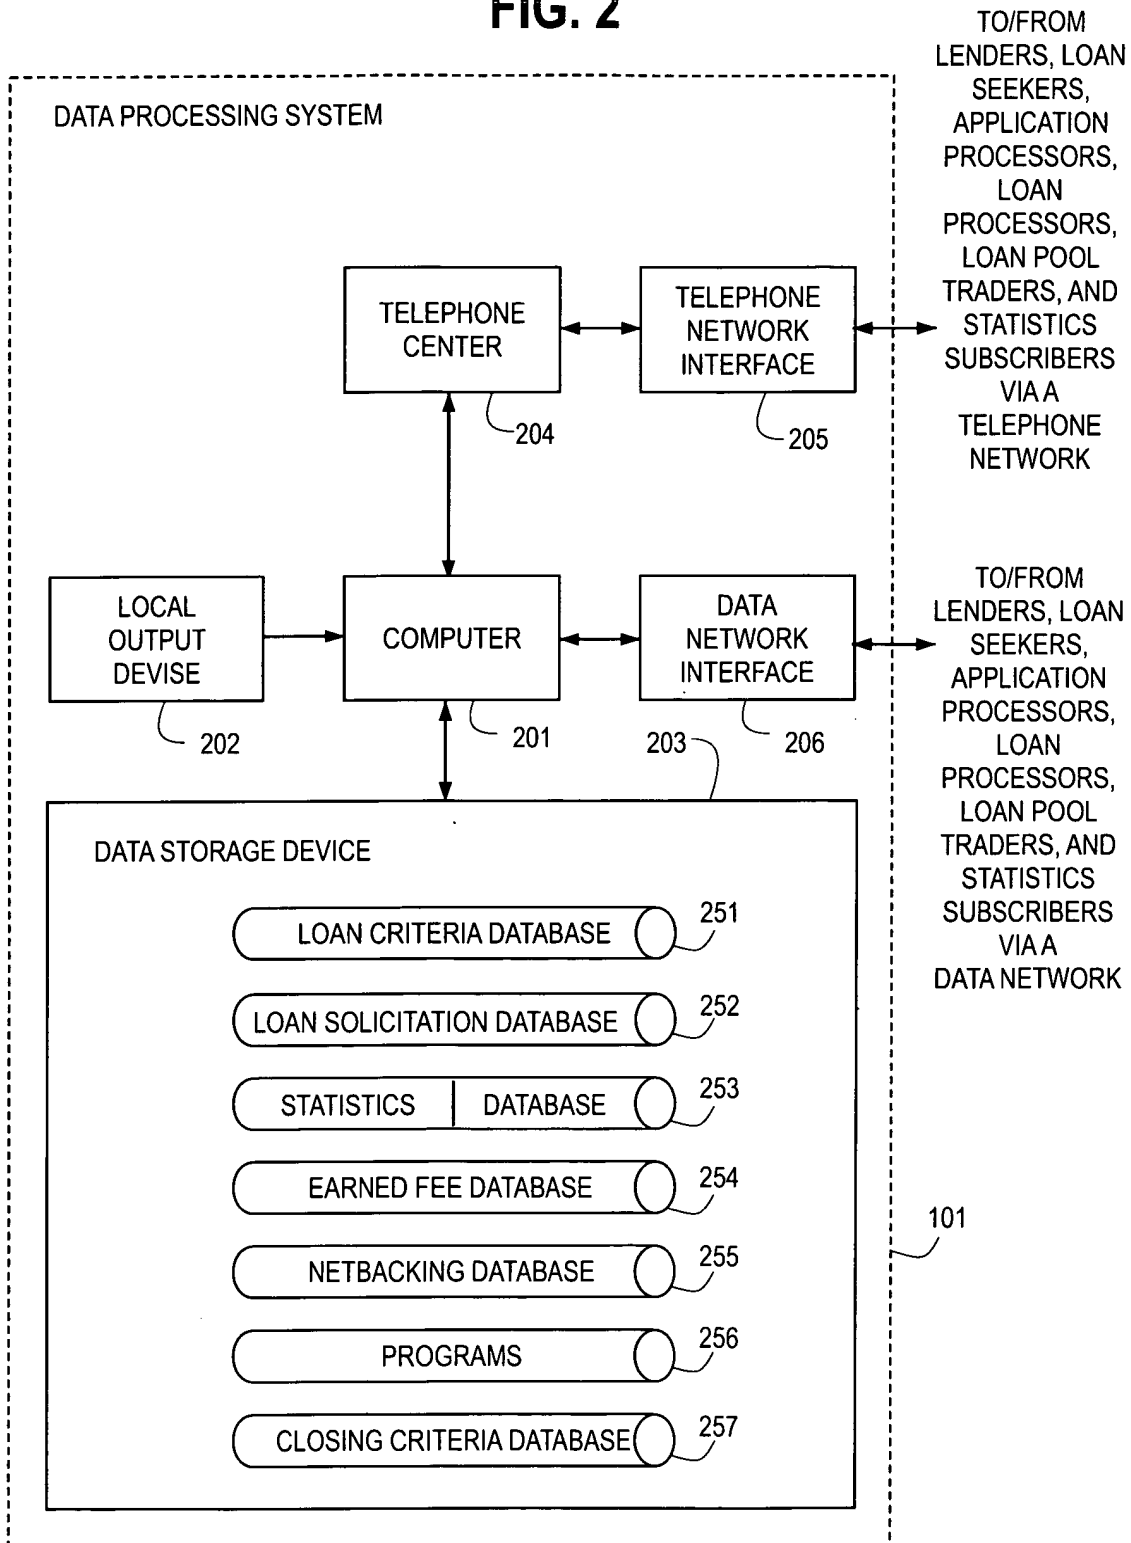 FIG. 2
DATA PROCESSING SYSTEM
TO/FROM
LENDERS, LOAN
SEEKERS,
APPLICATION
PROCESSORS,
LOAN
PROCESSORS,
LOAN POOL
TRADERS, AND
STATISTICS
SUBSCRIBERS
VIA A
TELEPHONE
NETWORK
TELEPHONE
CENTER
204
TELEPHONE
NETWORK
INTERFACE
205
LOCAL
OUTPUT
DEVISE
202
COMPUTER
201
DATA
NETWORK
INTERFACE
206
TO/FROM
LENDERS, LOAN
SEEKERS,
APPLICATION
PROCESSORS,
LOAN
PROCESSORS,
LOAN POOL
TRADERS, AND
STATISTICS
SUBSCRIBERS
VIA A
DATA NETWORK
203
DATA STORAGE DEVICE
LOAN CRITERIA DATABASE
251
LOAN SOLICITATION DATABASE
252
STATISTICS DATABASE
253
EARNED FEE DATABASE
254
NETBACKING DATABASE
255
PROGRAMS
256
CLOSING CRITERIA DATABASE
257
101